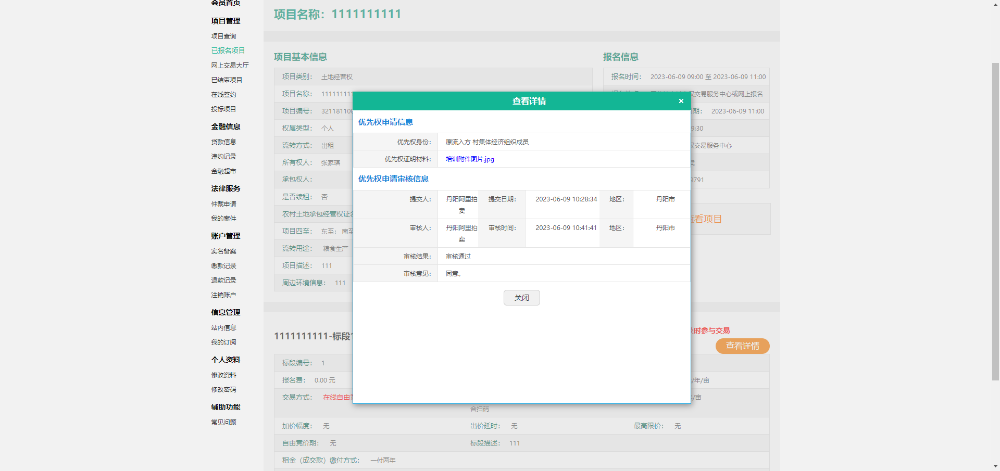 会员首页
项目管理
项目查询
已报名项目
网上交易大厅
已结束项目
在线签约
投标项目
金融信息
贷款信息
违约记录
金融超市
法律服务
仲裁申请
我的案件
账户管理
实名备案
缴款记录
退款记录
注销账户
信息管理
站内信息
我的订阅
个人资料
修改资料
修改密码
辅助功能
常见问题
项目名称：1111111111
项目基本信息
项目类别： 土地经营权
项目名称： 11111111
项目编号： 32118110
权属类型： 个人
流转方式： 出租
所有权人： 张家琪
承包权人：
是否续租： 否
农村土地承包经营权证
项目四至： 东至： 南至
流转用途： 粮食生产
项目描述： 111
周边环境信息： 111
报名信息
报名时间： 2023-06-09 09:00 至 2023-06-09 11:00
权交易服务中心或网上报名
期： 2023-06-09 11:00
9:30
权交易服务中心
卖
9791
查看项目
查看详情 ×
优先权申请信息
优先权身份： 原流入方 村集体经济组织成员
优先权证明材料： 培训附件图片.jpg
优先权申请审核信息
提交人： 丹阳阿里拍卖 提交日期： 2023-06-09 10:28:34 地区： 丹阳市
审核人： 丹阳阿里拍卖 审核时间： 2023-06-09 10:41:41 地区： 丹阳市
审核结果： 审核通过
审核意见： 同意。
关闭
1111111111-标段
时参与交易
查看详情
标段编号： 1
报名费： 0.00 元
/年/亩
交易方式： 在线自由
/亩
合扫码
加价幅度： 无 出价延时： 无 最高限价： 无
自由竞价期： 无 标段描述： 111
租金（成交款）缴付方式： 一付两年